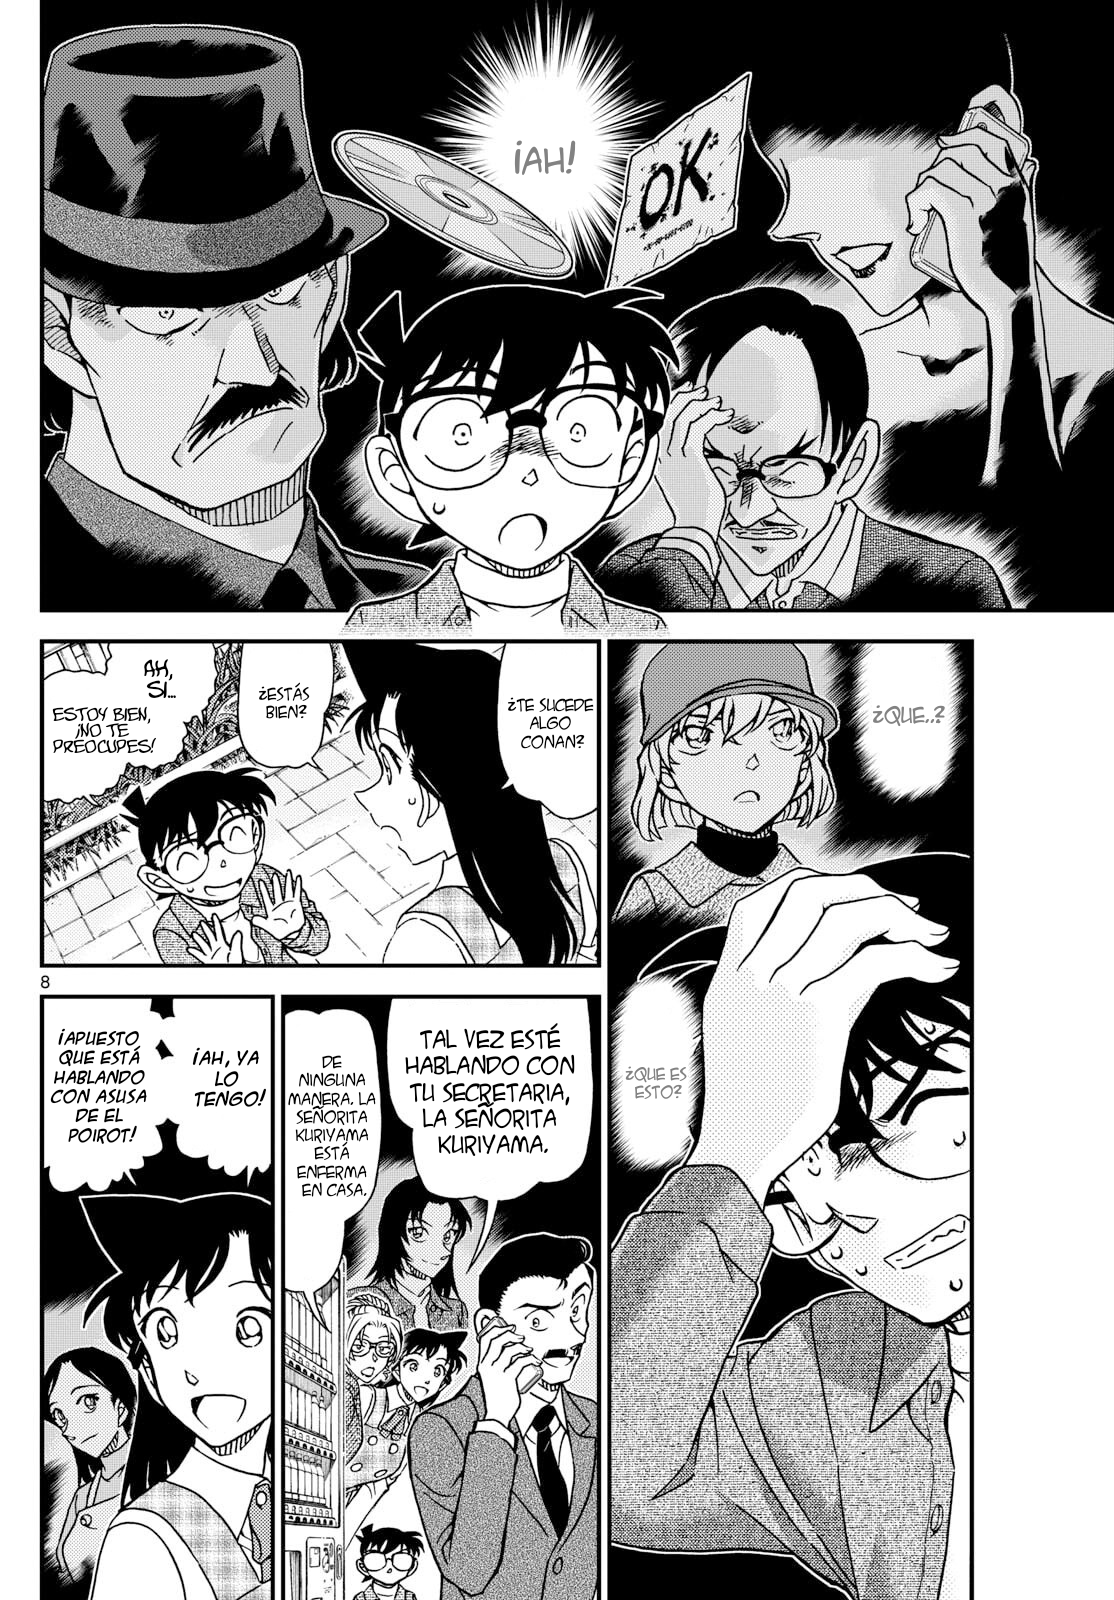 ¡AH!
OK
¿TE SUCEDE
ALGO
CONAN?
¿ESTÁS
BIEN?
AH,
SI...
ESTOY BIEN,
¡NO TE
PREOCUPES!
¿QUE..?
¿QUE ES
ESTO?
8
TAL VEZ ESTÉ
HABLANDO CON
TU SECRETARIA,
LA SEÑORITA
KURIYAMA.
DE
NINGUNA
MANERA. LA
SEÑORITA
KURIYAMA
ESTÁ
ENFERMA
EN CASA.
¡AH, YA
LO
TENGO!
¡APUESTO
QUE ESTÁ
HABLANDO
CON ASUSA
DE EL
POIROT!